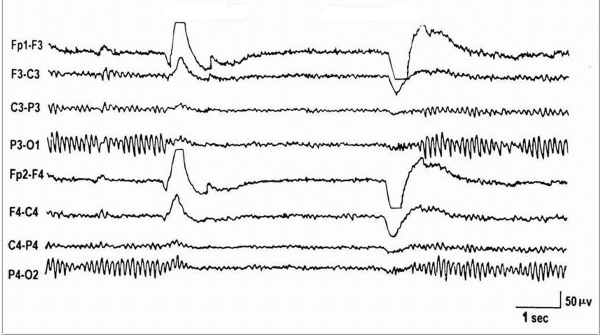 Fp1-F3
F3-C3
C3-P3
P3-O1
Fp2-F4
F4-C4
C4-P4
P4-O2
50 μv
1 sec